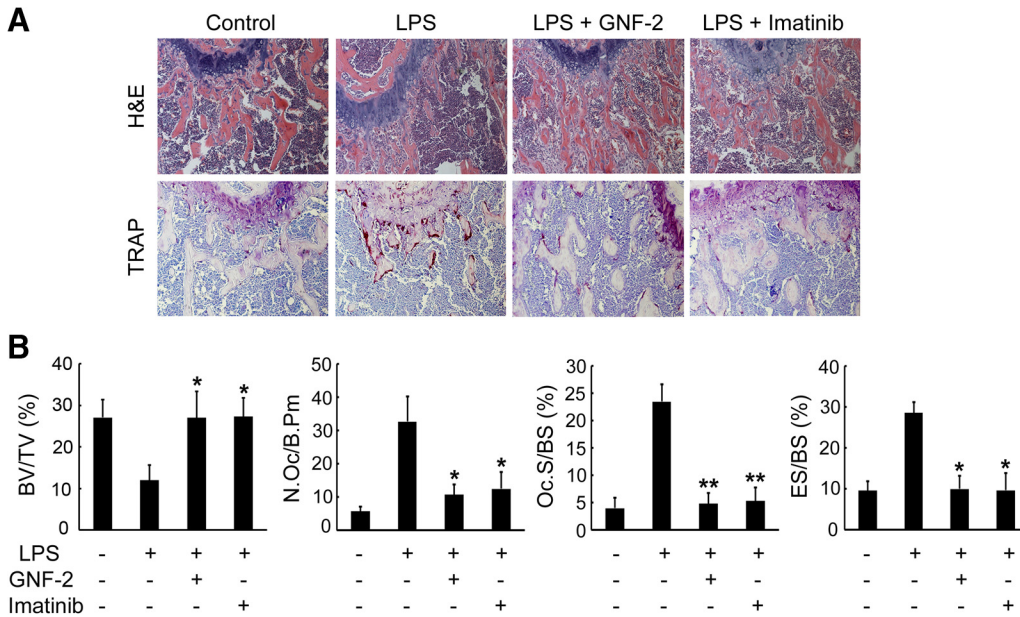 A
Control LPS LPS + GNF-2 LPS + Imatinib
H&E
TRAP
B
BV/TV (%)
40
30
20
10
0
N.Oc/B.Pm
50
40
30
20
10
0
Oc.S/BS (%)
30
25
20
15
10
5
0
ES/BS (%)
40
30
20
10
0
* *
* *
** **
* *
LPS - + + + - + + + - + + + - + + +
GNF-2 - - + - - - + - - - + - - - + -
Imatinib - - - + - - - + - - - + - - - +